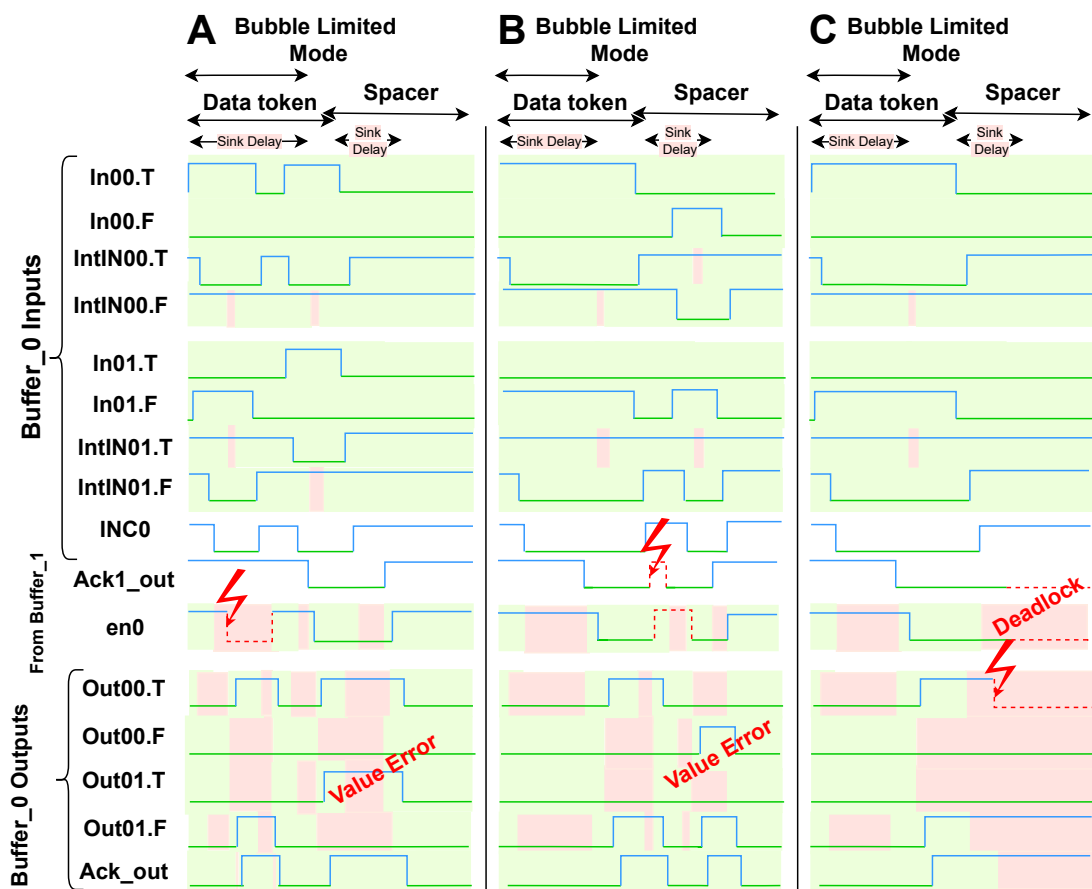 A
Bubble Limited
Mode
B
Bubble Limited
Mode
C
Bubble Limited
Mode
Data token
Spacer
Data token
Spacer
Data token
Spacer
Sink Delay
Sink
Delay
Sink Delay
Sink
Delay
Sink Delay
Sink
Delay
Buffer_0 Inputs
In00.T
In00.F
IntIN00.T
IntIN00.F
In01.T
In01.F
IntIN01.T
IntIN01.F
INC0
From Buffer_1
Ack1_out
en0
Deadlock
Buffer_0 Outputs
Out00.T
Out00.F
Out01.T
Out01.F
Ack_out
Value Error
Value Error